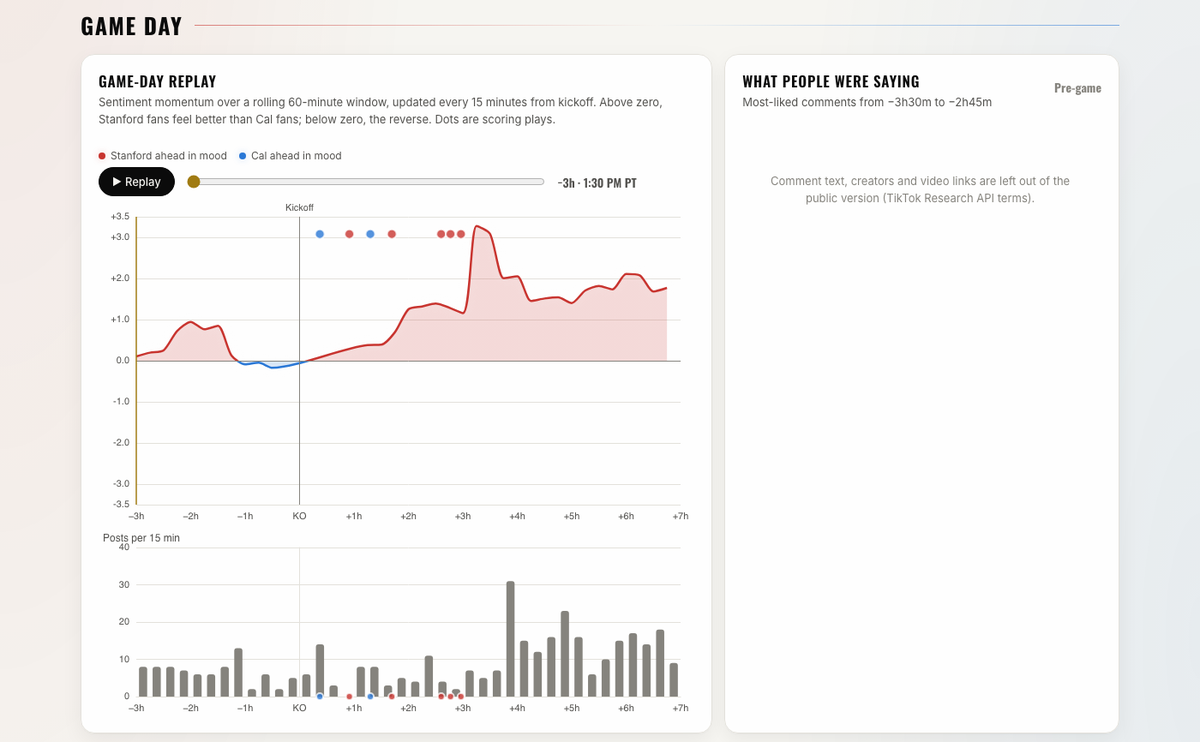 GAME DAY
GAME-DAY REPLAY
Sentiment momentum over a rolling 60-minute window, updated every 15 minutes from kickoff. Above zero,
Stanford fans feel better than Cal fans; below zero, the reverse. Dots are scoring plays.
Stanford ahead in mood
Cal ahead in mood
Replay
−3h · 1:30 PM PT
Kickoff
+3.5
+3.0
+2.0
+1.0
0.0
-1.0
-2.0
-3.0
-3.5
−3h
−2h
−1h
KO
+1h
+2h
+3h
+4h
+5h
+6h
+7h
Posts per 15 min
40
30
20
10
0
−3h
−2h
−1h
KO
+1h
+2h
+3h
+4h
+5h
+6h
+7h
WHAT PEOPLE WERE SAYING
Most-liked comments from −3h30m to −2h45m
Pre-game
Comment text, creators and video links are left out of the
public version (TikTok Research API terms).